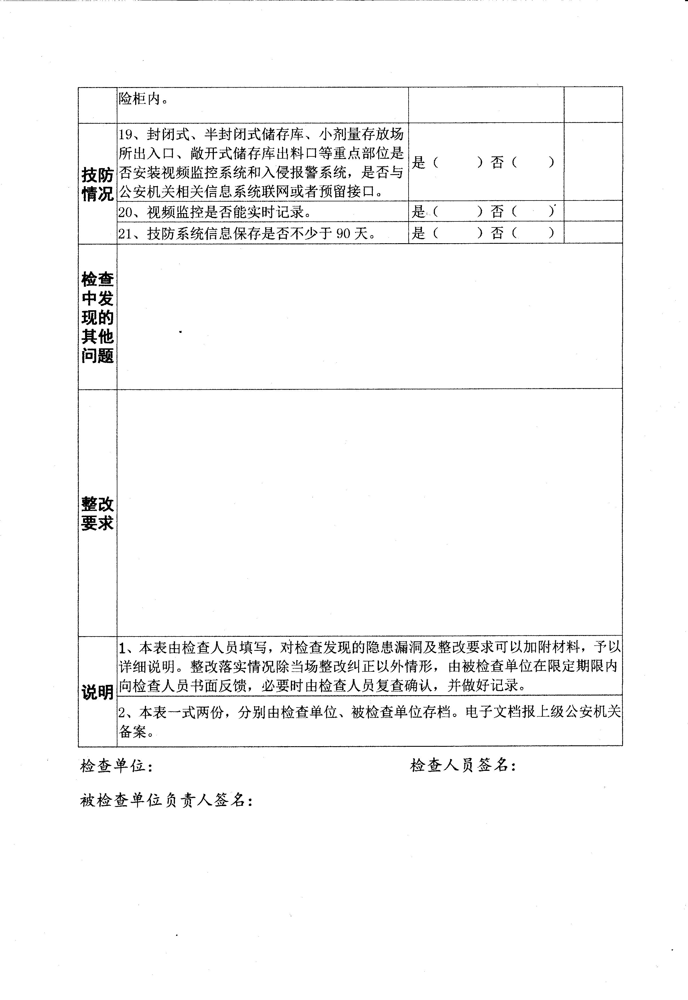 险柜内。
技防
情况
19、封闭式、半封闭式储存库、小剂量存放场
所出入口、敞开式储存库出料口等重点部位是
否安装视频监控系统和入侵报警系统，是否与
公安机关相关信息系统联网或者预留接口。
是（ ）否（ ）
20、视频监控是否能实时记录。
是（ ）否（ ）
21、技防系统信息保存是否不少于 90 天。
是（ ）否（ ）
检查
中发
现的
其他
问题
整改
要求
说明
1、本表由检查人员填写，对检查发现的隐患漏洞及整改要求可以加附材料，予以
详细说明。整改落实情况除当场整改纠正以外情形，由被检查单位在限定期限内
向检查人员书面反馈，必要时由检查人员复查确认，并做好记录。
2、本表一式两份，分别由检查单位、被检查单位存档。电子文档报上级公安机关
备案。
检查单位：
检查人员签名：
被检查单位负责人签名：